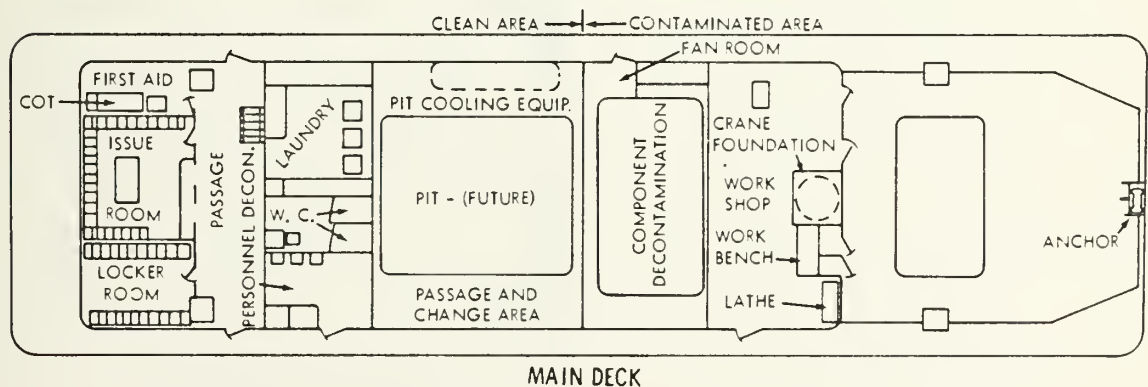 CLEAN AREA
CONTAMINATED AREA
FAN ROOM
FIRST AID
COT
ISSUE
ROOM
LOCKER
ROOM
PASSAGE
PERSONNEL DECON.
LAUNDRY
W. C.
PIT COOLING EQUIP.
PIT - (FUTURE)
PASSAGE AND
CHANGE AREA
COMPONENT
DECONTAMINATION
CRANE
FOUNDATION
WORK
SHOP
WORK
BENCH
LATHE
ANCHOR
MAIN DECK